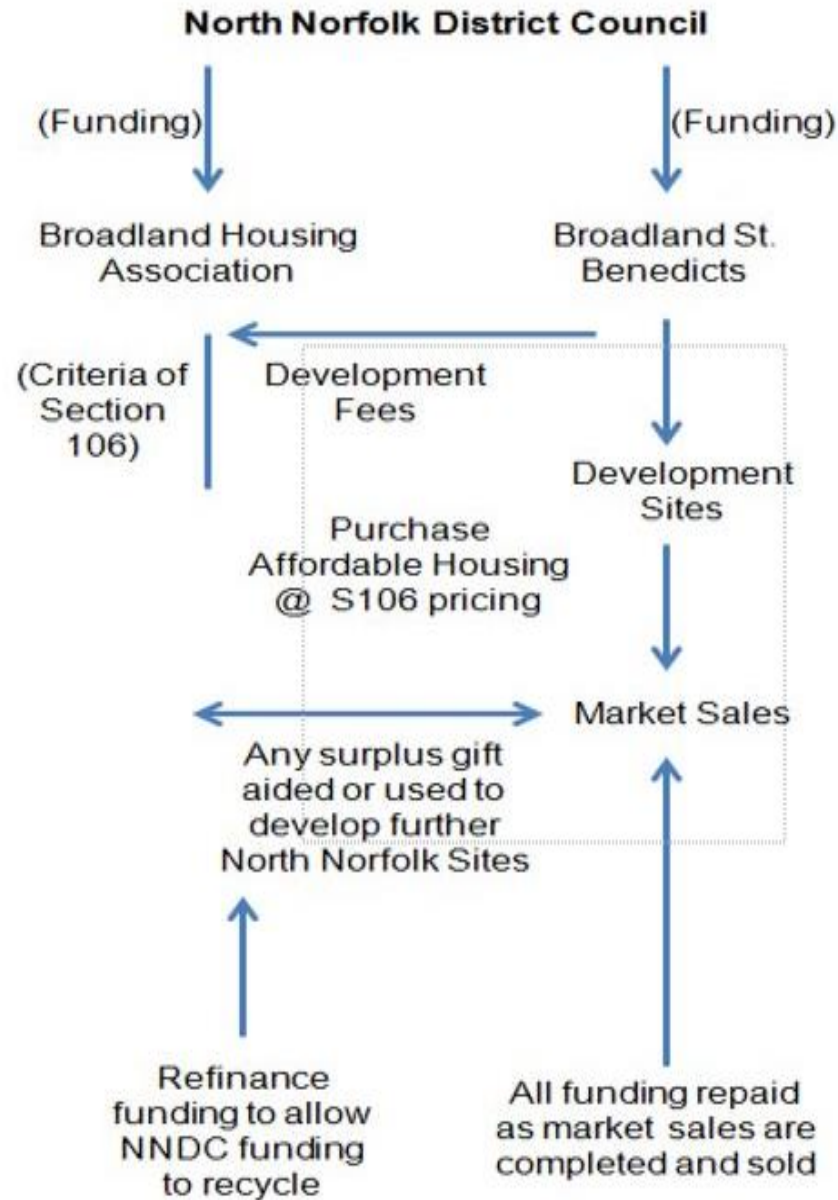 North Norfolk District Council
(Funding)
(Funding)
Broadland Housing
Association
Broadland St.
Benedicts
(Criteria of
Section
106)
Development
Fees
Development
Sites
Purchase
Affordable Housing
@ S106 pricing
Market Sales
Any surplus gift
aided or used to
develop further
North Norfolk Sites
Refinance
funding to allow
NNDC funding
to recycle
All funding repaid
as market sales are
completed and sold